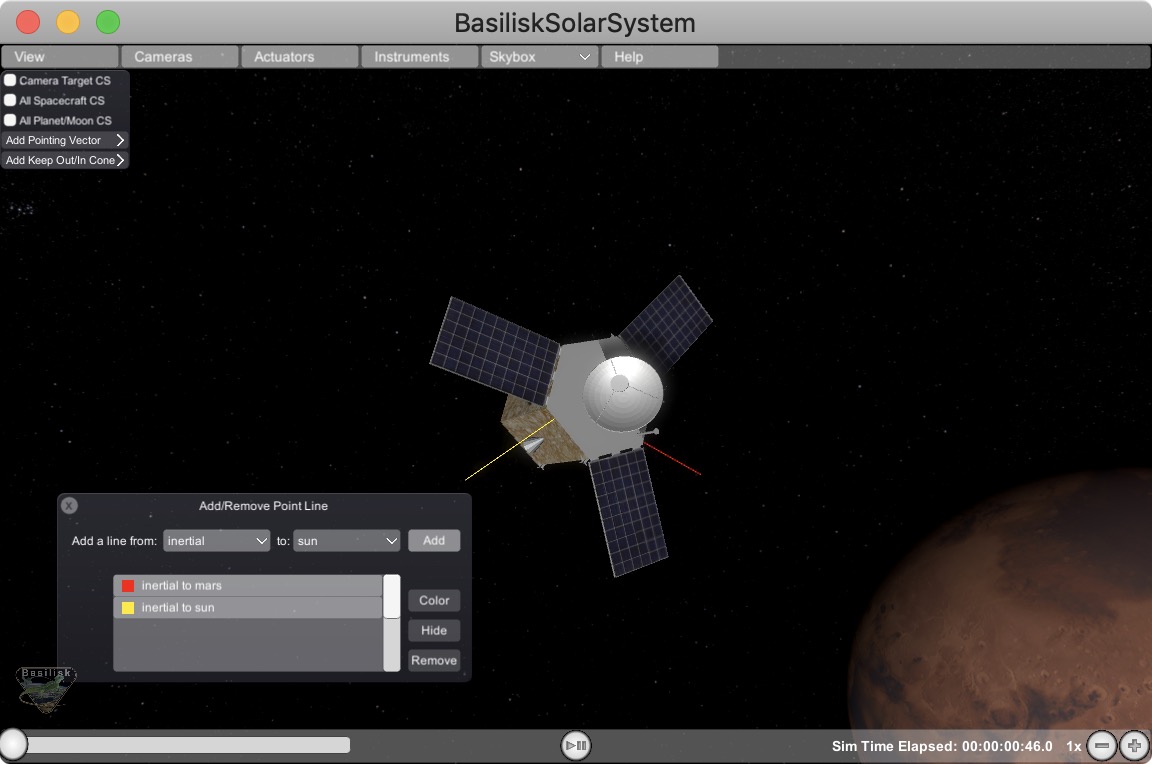 BasiliskSolarSystem
View Cameras Actuators Instruments Skybox Help
Camera Target CS
All Spacecraft CS
All Planet/Moon CS
Add Pointing Vector
Add Keep Out/In Cone
X Add/Remove Point Line
Add a line from: inertial to: sun Add
inertial to mars
inertial to sun
Color
Hide
Remove
Basilisk
Sim Time Elapsed: 00:00:00:46.0 1x